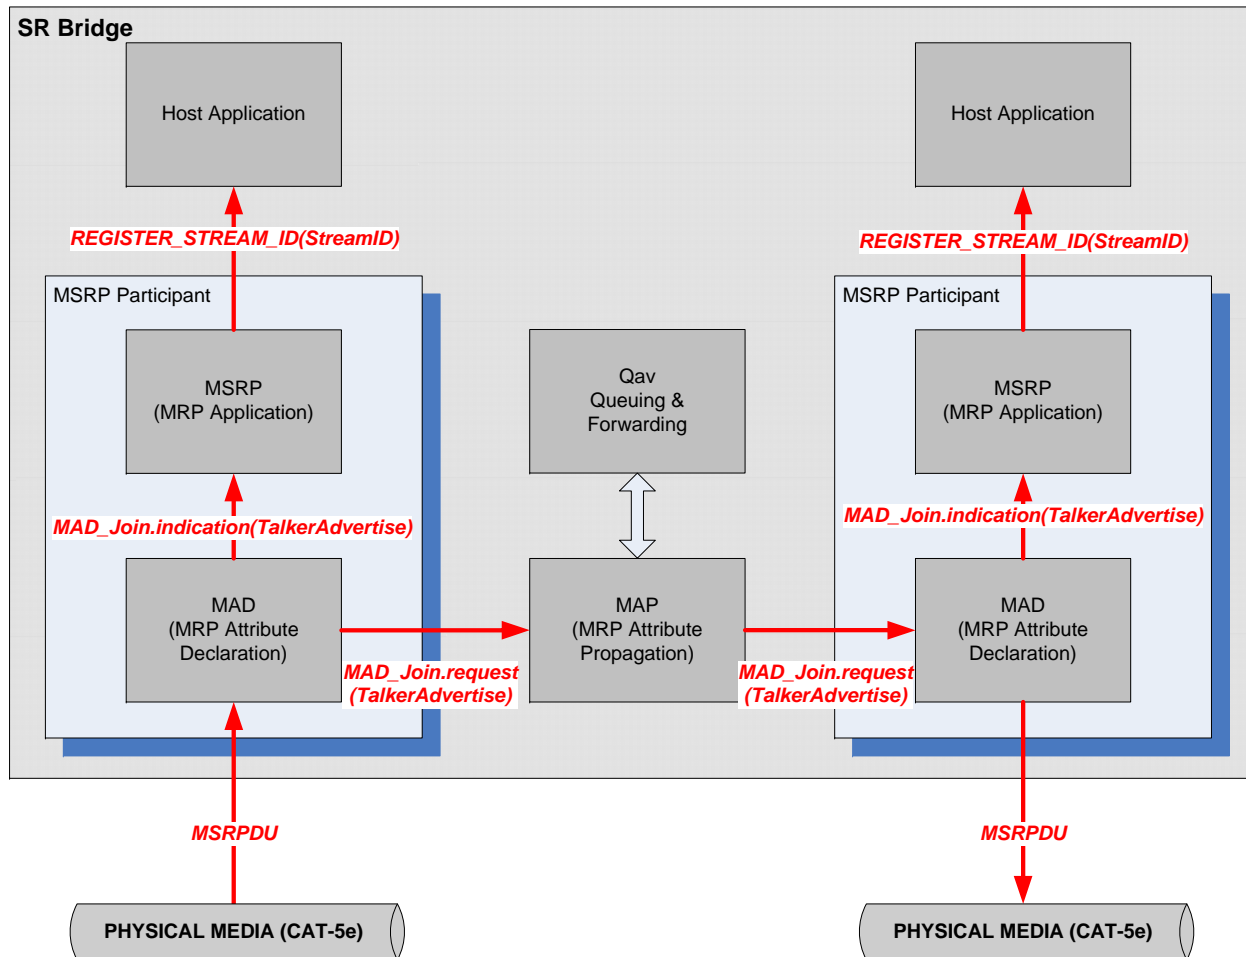 SR Bridge
Host Application
Host Application
REGISTER_STREAM_ID(StreamID)
REGISTER_STREAM_ID(StreamID)
MSRP Participant
MSRP Participant
MSRP
(MRP Application)
Qav
Queuing &
Forwarding
MSRP
(MRP Application)
MAD_Join.indication(TalkerAdvertise)
MAD_Join.indication(TalkerAdvertise)
MAD
(MRP Attribute
Declaration)
MAP
(MRP Attribute
Propagation)
MAD
(MRP Attribute
Declaration)
MAD_Join.request
(TalkerAdvertise)
MAD_Join.request
(TalkerAdvertise)
MSRPDU
MSRPDU
PHYSICAL MEDIA (CAT-5e)
PHYSICAL MEDIA (CAT-5e)